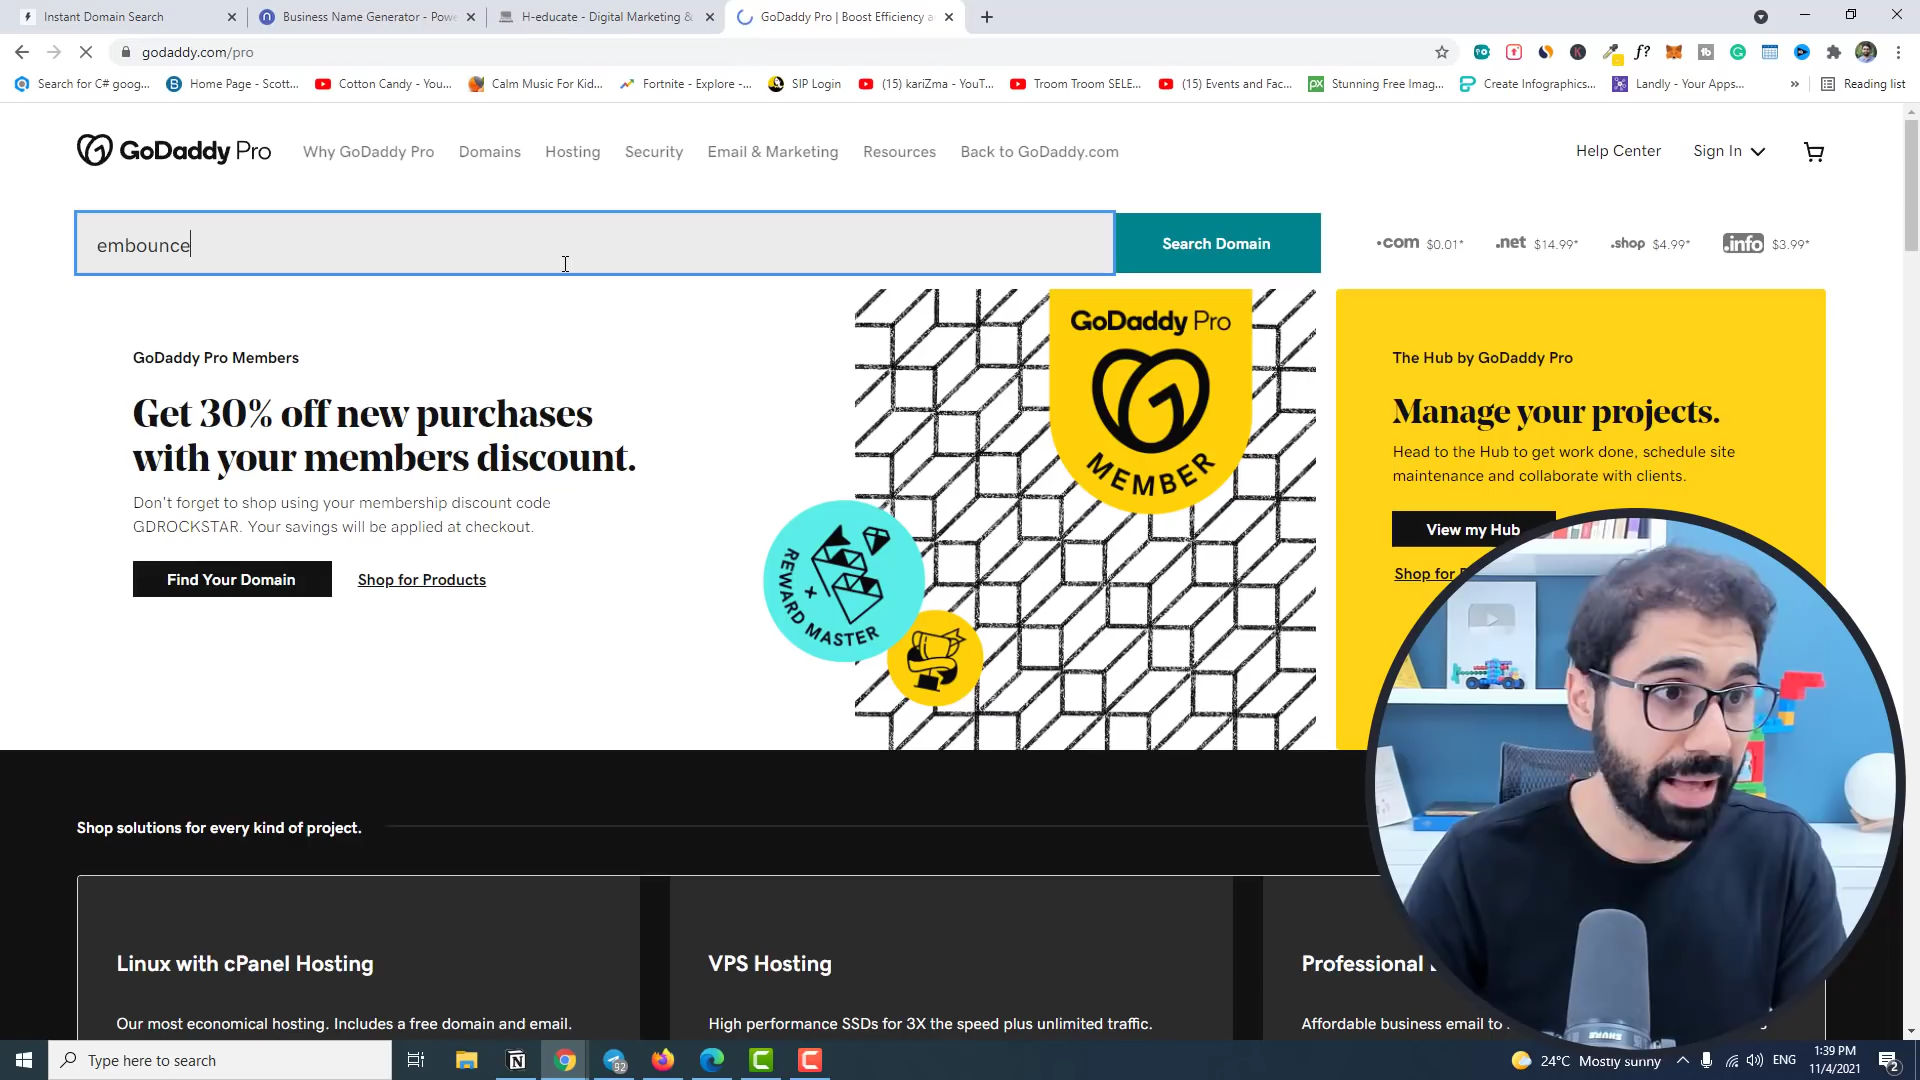 Instant Domain Search
Business Name Generator - Powe
H-educate - Digital Marketing &
GoDaddy Pro | Boost Efficiency a
godaddy.com/pro
Search for C# goog...
Home Page - Scott...
Cotton Candy - You...
Calm Music For Kid...
Fortnite - Explore -...
SIP Login
(15) kariZma - YouT...
Troom Troom SELE...
(15) Events and Fac...
Stunning Free Imag...
Create Infographics...
Landly - Your Apps...
»
Reading list
GoDaddy Pro
Why GoDaddy Pro
Domains
Hosting
Security
Email & Marketing
Resources
Back to GoDaddy.com
Help Center
Sign In
embounce
Search Domain
.com $0.01*
.net $14.99*
.shop $4.99*
.info $3.99*
GoDaddy Pro Members
Get 30% off new purchases
with your members discount.
Don't forget to shop using your membership discount code
GDROCKSTAR. Your savings will be applied at checkout.
Find Your Domain
Shop for Products
GoDaddy Pro
MEMBER
REWARD MASTER
+
The Hub by GoDaddy Pro
Manage your projects.
Head to the Hub to get work done, schedule site
maintenance and collaborate with clients.
View my Hub
Shop for
Shop solutions for every kind of project.
Linux with cPanel Hosting
Our most economical hosting. Includes a free domain and email.
VPS Hosting
High performance SSDs for 3X the speed plus unlimited traffic.
Professional
Affordable business email to
Type here to search
92
24°C Mostly sunny
ENG
1:39 PM
11/4/2021
2